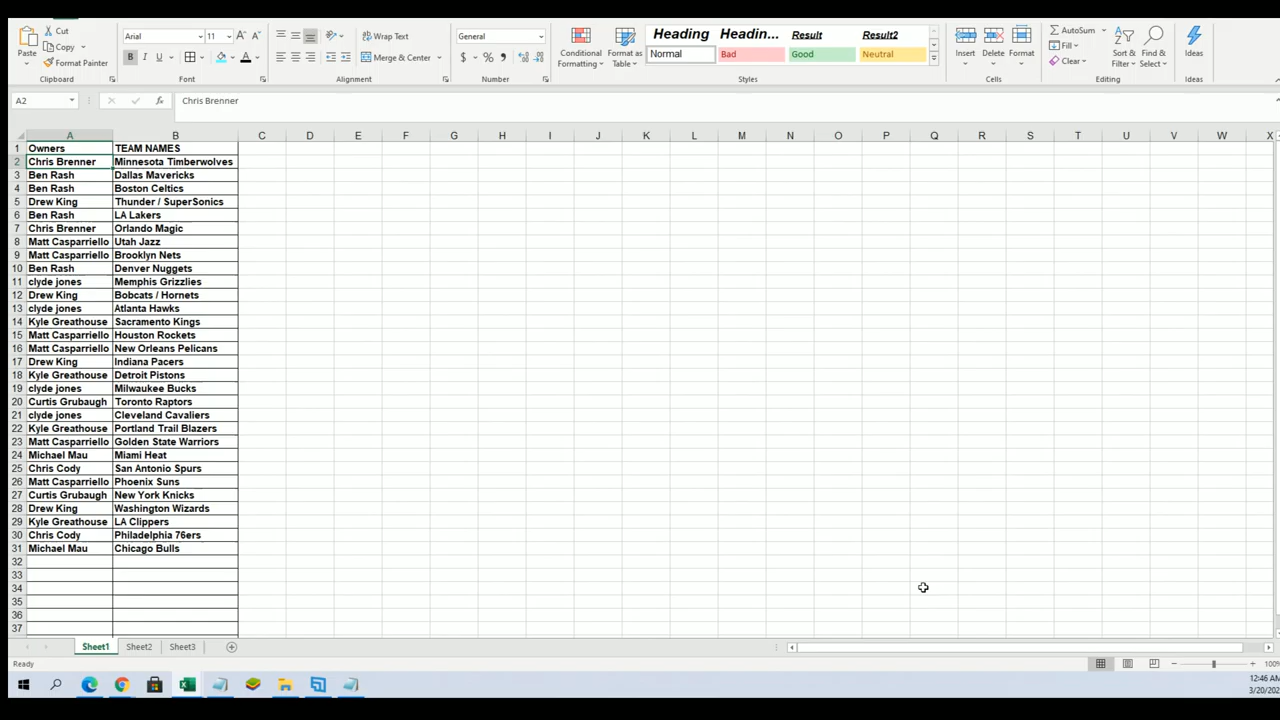 Cut
Copy
Paste
Format Painter
Clipboard
Arial 11
B I U
Font
Wrap Text
Merge & Center
Alignment
General
$ % ,
Number
Conditional Formatting
Format as Table
Heading Headin... Result Result2
Normal Bad Good Neutral
Styles
Insert Delete Format
Cells
AutoSum
Fill
Clear
Sort & Filter
Find & Select
Editing
Ideas
Ideas
A2 fx Chris Brenner
A B C D E F G H I J K L M N O P Q R S T U V W X
1 Owners TEAM NAMES
2 Chris Brenner Minnesota Timberwolves
3 Ben Rash Dallas Mavericks
4 Ben Rash Boston Celtics
5 Drew King Thunder / SuperSonics
6 Ben Rash LA Lakers
7 Chris Brenner Orlando Magic
8 Matt Casparriello Utah Jazz
9 Matt Casparriello Brooklyn Nets
10 Ben Rash Denver Nuggets
11 clyde jones Memphis Grizzlies
12 Drew King Bobcats / Hornets
13 clyde jones Atlanta Hawks
14 Kyle Greathouse Sacramento Kings
15 Matt Casparriello Houston Rockets
16 Matt Casparriello New Orleans Pelicans
17 Drew King Indiana Pacers
18 Kyle Greathouse Detroit Pistons
19 clyde jones Milwaukee Bucks
20 Curtis Grubaugh Toronto Raptors
21 clyde jones Cleveland Cavaliers
22 Kyle Greathouse Portland Trail Blazers
23 Matt Casparriello Golden State Warriors
24 Michael Mau Miami Heat
25 Chris Cody San Antonio Spurs
26 Matt Casparriello Phoenix Suns
27 Curtis Grubaugh New York Knicks
28 Drew King Washington Wizards
29 Kyle Greathouse LA Clippers
30 Chris Cody Philadelphia 76ers
31 Michael Mau Chicago Bulls
32
33
34
35
36
37
Sheet1 Sheet2 Sheet3
Ready
100%
12:46 AM
3/20/202